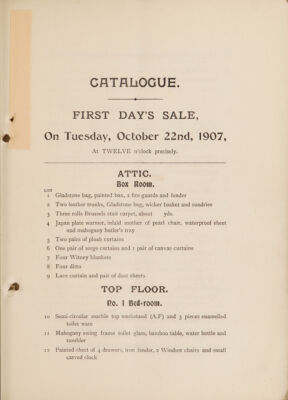 CATALOGUE.
FIRST DAY'S SALE,
On Tuesday, October 22nd, 1907,
At TWELVE o'clock precisely.
ATTIC.
Box Room.
LOT
1 Gladstone bag, painted box, 2 fire guards and fender
2 Two leather trunks, Gladstone bag, wicker basket and sundries
3 Three rolls Brussels stair carpet, about yds.
4 Japan plate warmer, inlaid mother of pearl chair, waterproof sheet
and mahogany butler's tray
5 Two pairs of plush curtains
6 One pair of serge curtains and 1 pair of canvas curtains
7 Four Witney blankets
8 Four ditto
9 Lace curtain and pair of dust sheets
TOP FLOOR.
No. 1 Bed-room.
10 Semi-circular marble top washstand (A.F) and 3 pieces enamelled
toilet ware
11 Mahogany swing frame toilet glass, bamboo table, water bottle and
tumbler
12 Painted chest of 4 drawers, iron fender, 2 Windsor chairs and small
carved clock